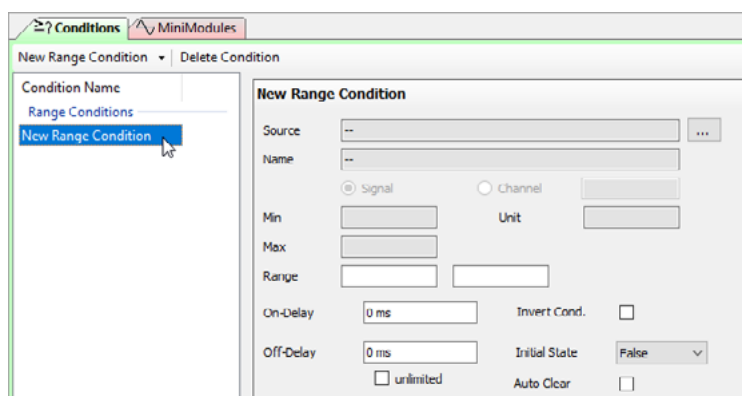 ≥? Conditions MiniModules
New Range Condition Delete Condition
Condition Name
Range Conditions
New Range Condition
New Range Condition
Source -- ...
Name --
Signal Channel
Min Unit
Max
Range
On-Delay 0 ms Invert Cond.
Off-Delay 0 ms Initial State False
unlimited Auto Clear